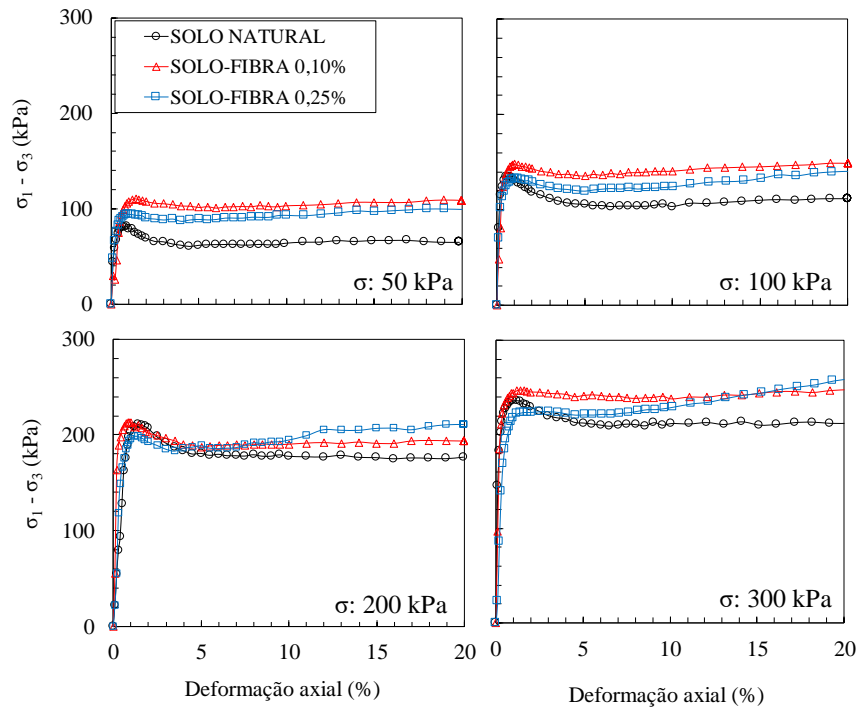 300
200
100
0
σ1 - σ3 (kPa)
SOLO NATURAL
SOLO-FIBRA 0,10%
SOLO-FIBRA 0,25%
σ: 50 kPa
σ: 100 kPa
300
200
100
0
σ1 - σ3 (kPa)
σ: 200 kPa
σ: 300 kPa
0 5 10 15 20
0 5 10 15 20
Deformação axial (%)
Deformação axial (%)